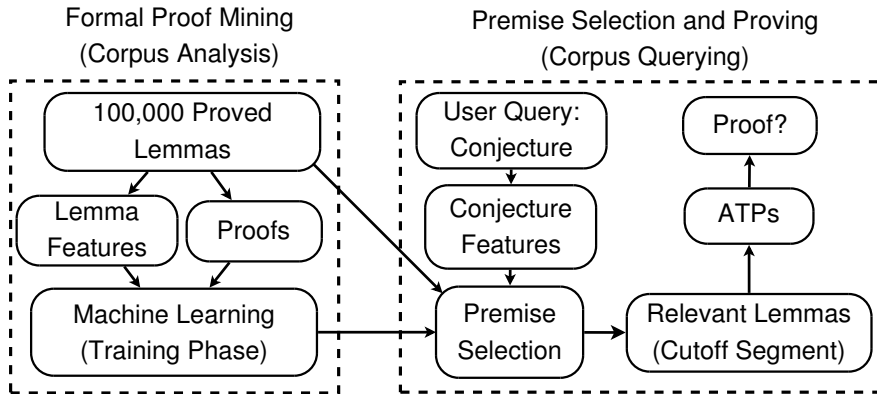 Formal Proof Mining
(Corpus Analysis)
100,000 Proved
Lemmas
Lemma
Features
Proofs
Machine Learning
(Training Phase)
Premise Selection and Proving
(Corpus Querying)
User Query:
Conjecture
Conjecture
Features
Premise
Selection
Relevant Lemmas
(Cutoff Segment)
ATPs
Proof?